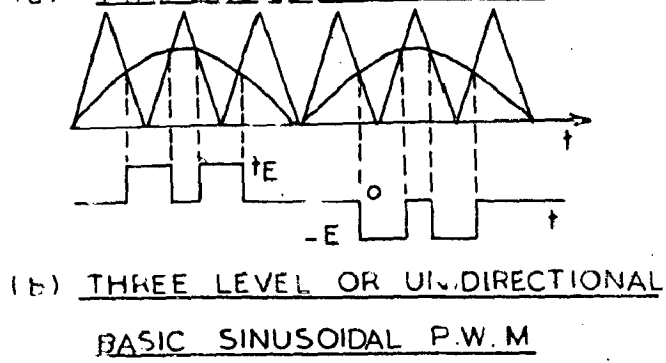 t
+E
O
-E
t
(b) THREE LEVEL OR UNIDIRECTIONAL
BASIC SINUSOIDAL P.W.M